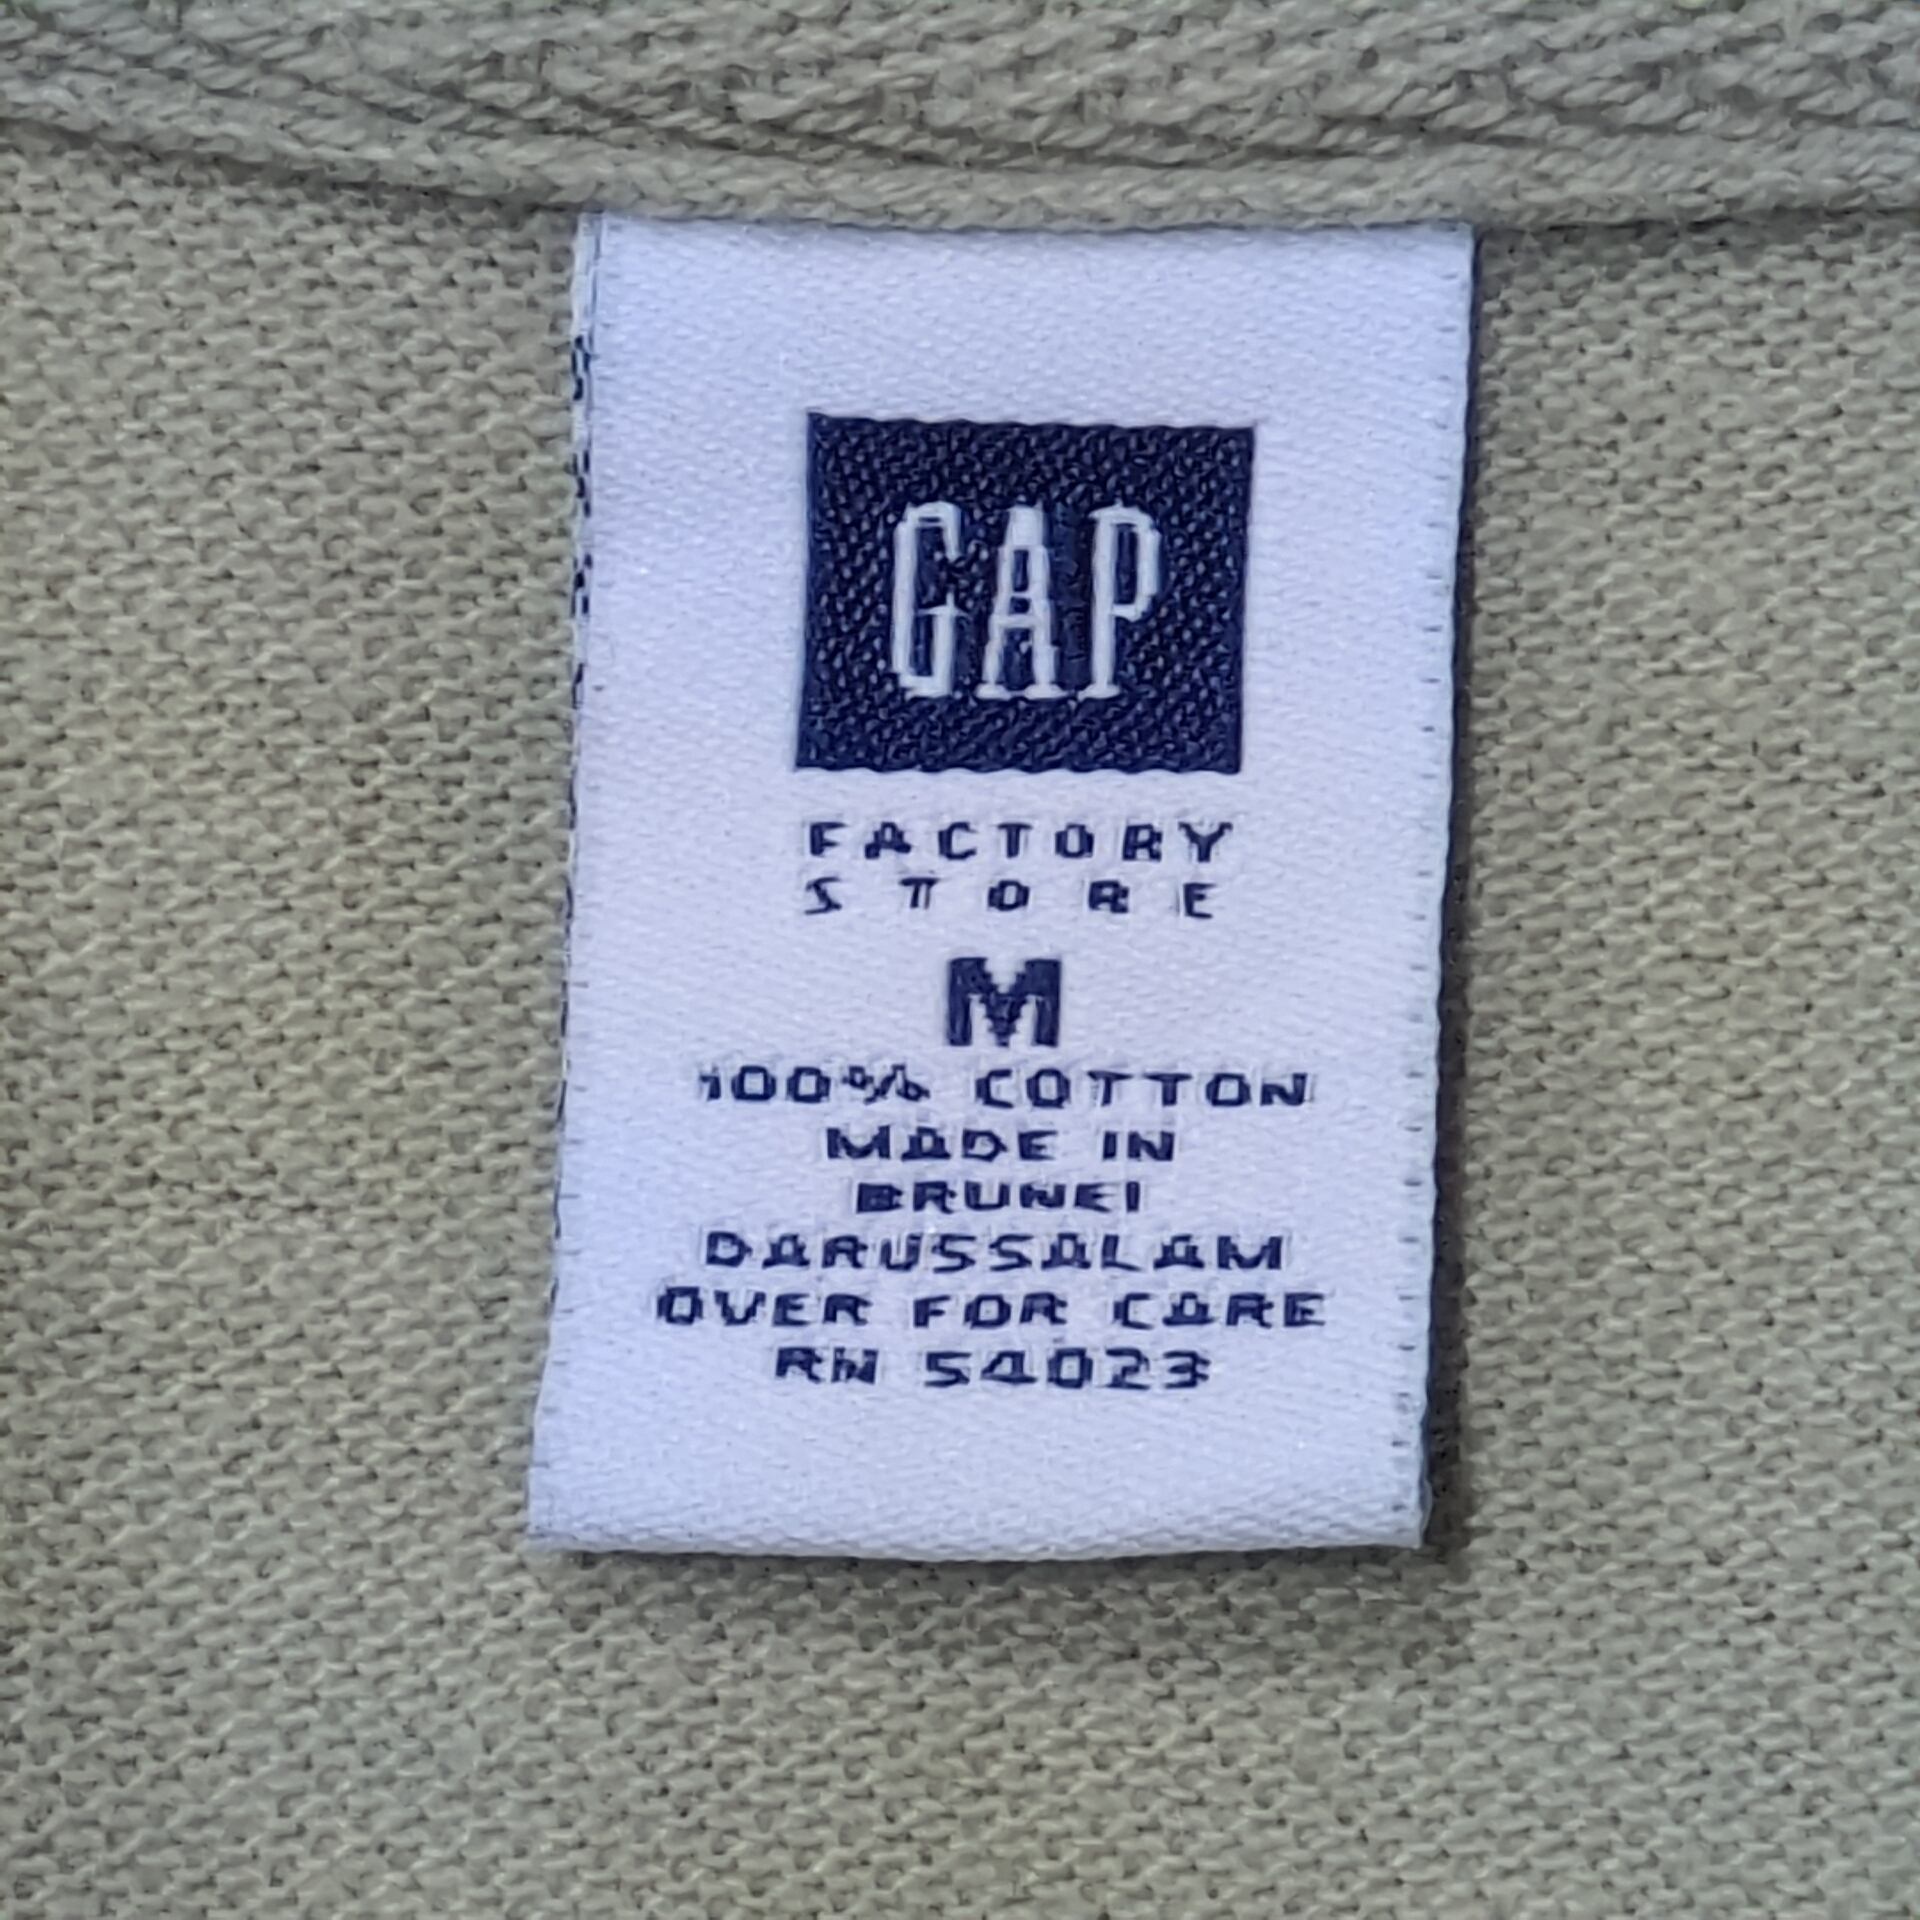 GAP
FACTORY
STORE
M
100% COTTON
MADE IN
BRUNEI
DARUSSALAM
OVER FOR CARE
RN 54023